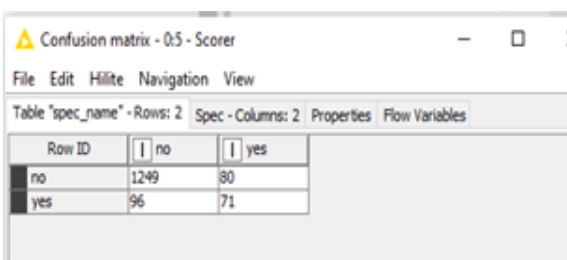 Confusion matrix - 0:5 - Scorer
File Edit Hilite Navigation View
Table "spec_name" - Rows: 2 Spec - Columns: 2 Properties Flow Variables
Row ID I no I yes
no 1249 80
yes 96 71